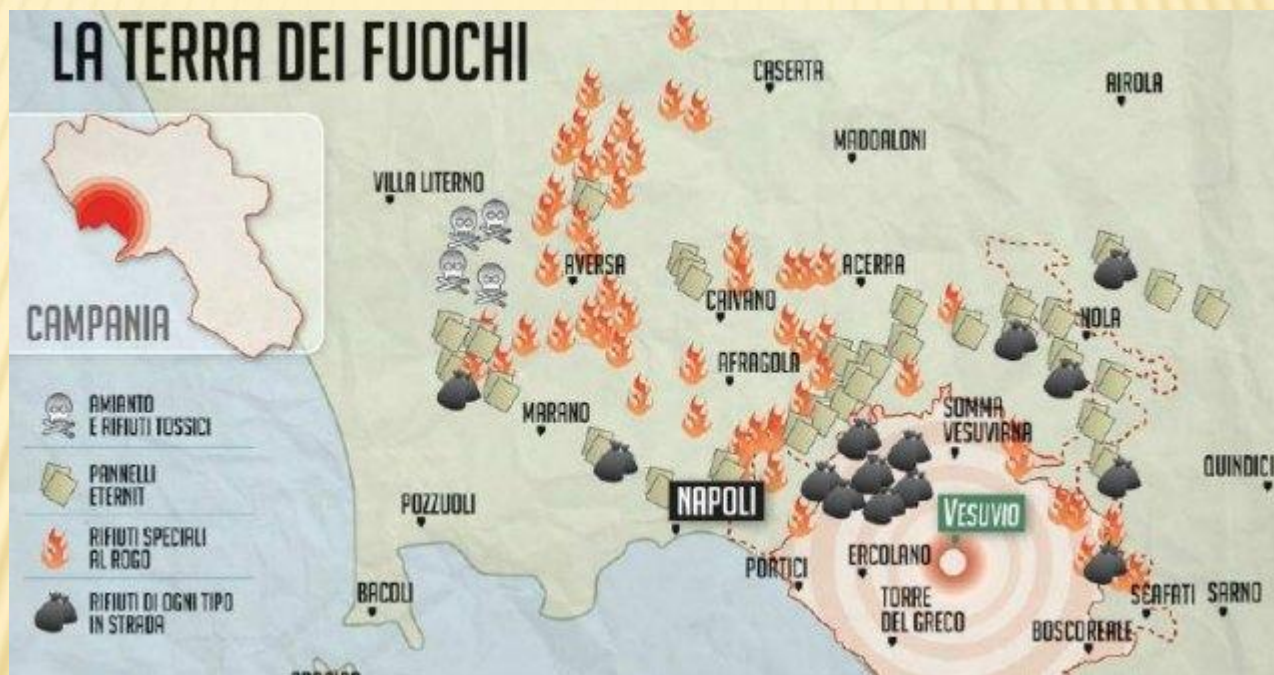 LA TERRA DEI FUOCHI
CASERTA
AIROLA
MADDALONI
VILLA LITERNO
AVERSA
ACERRA
CAIVANO
NOLA
CAMPANIA
AFRAGOLA
AMIANTO
E RIFIUTI TOSSICI
MARANO
SOMMA
VESUVIANA
PANNELLI
ETERNIT
QUINDICI
POZZUOLI
NAPOLI
VESUVIO
RIFIUTI SPECIALI
AL ROGO
PORTICI
ERCOLANO
BACOLI
RIFIUTI DI OGNI TIPO
IN STRADA
TORRE
DEL GRECO
SCAFATI
SARNO
BOSCOREALE